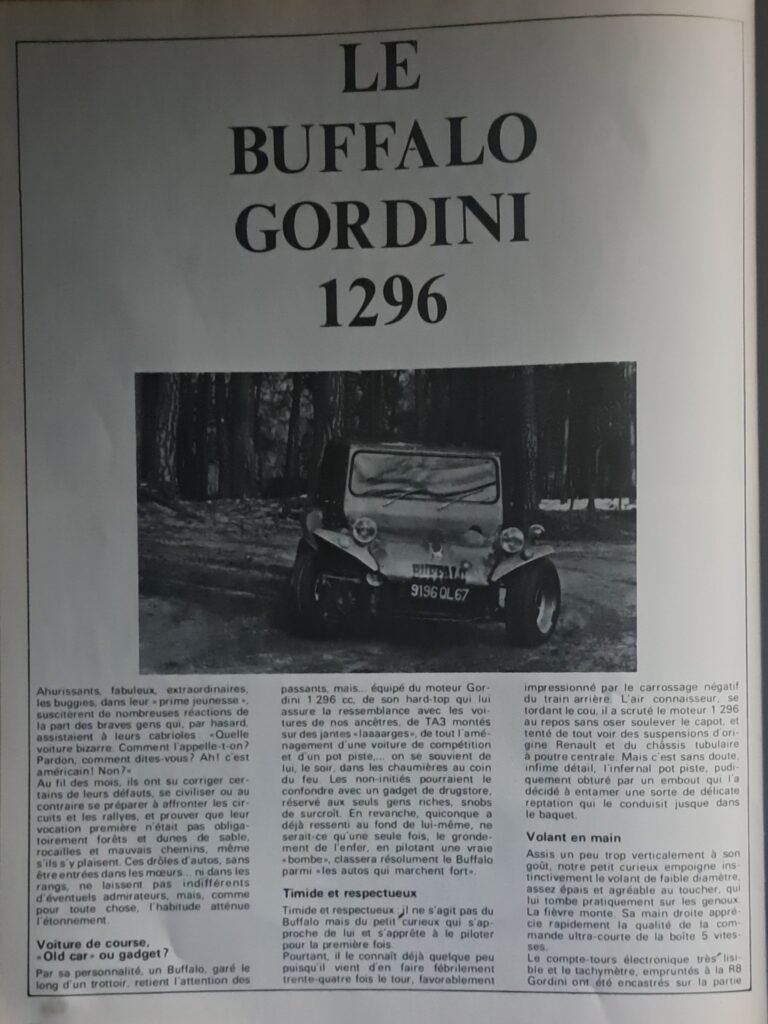 LE
BUFFALO
GORDINI
1296
BUFFALO
9196 QL 67
Ahurissants, fabuleux, extraordinaires,
les buggies, dans leur « prime jeunesse »,
suscitèrent de nombreuses réactions de
la part des braves gens qui, par hasard,
assistaient à leurs cabrioles : «Quelle
voiture bizarre. Comment l'appelle-t-on?
Pardon, comment dites-vous? Ah! c'est
américain! Non?»
Au fil des mois, ils ont su corriger cer-
tains de leurs défauts, se civiliser ou au
contraire se préparer à affronter les cir-
cuits et les rallyes, et prouver que leur
vocation première n'était pas obliga-
toirement forêts et dunes de sable,
rocailles et mauvais chemins, même
s'ils s'y plaisent. Ces drôles d'autos, sans
être entrées dans les mœurs... ni dans les
rangs, ne laissent pas indifférents
d'éventuels admirateurs, mais, comme
pour toute chose, l'habitude atténue
l'étonnement.
Voiture de course,
«Old car» ou gadget?
Par sa personnalité, un Buffalo, garé le
long d'un trottoir, retient l'attention des
passants, mais... équipé du moteur Gor-
dini 1 296 cc, de son hard-top qui lui
assure la ressemblance avec les voi-
tures de nos ancêtres, de TA3 montés
sur des jantes «laaaarges», de tout l'amé-
nagement d'une voiture de compétition
et d'un pot piste,... on se souvient de
lui, le soir, dans les chaumières au coin
du feu. Les non-initiés pourraient le
confondre avec un gadget de drugstore,
réservé aux seuls gens riches, snobs
de surcroît. En revanche, quiconque a
déjà ressenti au fond de lui-même, ne
serait-ce qu'une seule fois, le gronde-
ment de l'enfer, en pilotant une vraie
«bombe», classera résolument le Buffalo
parmi «les autos qui marchent fort».
Timide et respectueux
Timide et respectueux, il ne s'agit pas du
Buffalo mais du petit curieux qui s'ap-
proche de lui et s'apprête à le piloter
pour la première fois.
Pourtant, il le connaît déjà quelque peu
puisqu'il vient d'en faire fébrilement
trente-quatre fois le tour, favorablement
impressionné par le carrossage négatif
du train arrière. L'air connaisseur, se
tordant le cou, il a scruté le moteur 1 296
au repos sans oser soulever le capot, et
tenté de tout voir des suspensions d'ori-
gine Renault et du châssis tubulaire
à poutre centrale. Mais c'est sans doute,
infime détail, l'infernal pot piste, pudi-
quement obturé par un embout qui l'a
décidé à entamer une sorte de délicate
reptation qui le conduisit jusque dans
le baquet.
Volant en main
Assis un peu trop verticalement à son
goût, notre petit curieux empoigne ins-
tinctivement le volant de faible diamètre,
assez épais et agréable au toucher, qui
lui tombe pratiquement sur les genoux.
La fièvre monte. Sa main droite appré-
cie rapidement la qualité de la com-
mande ultra-courte de la boîte 5 vites-
ses.
Le compte-tours électronique très lisi-
ble et le tachymètre, empruntés à la R8
Gordini ont été encastrés sur la partie